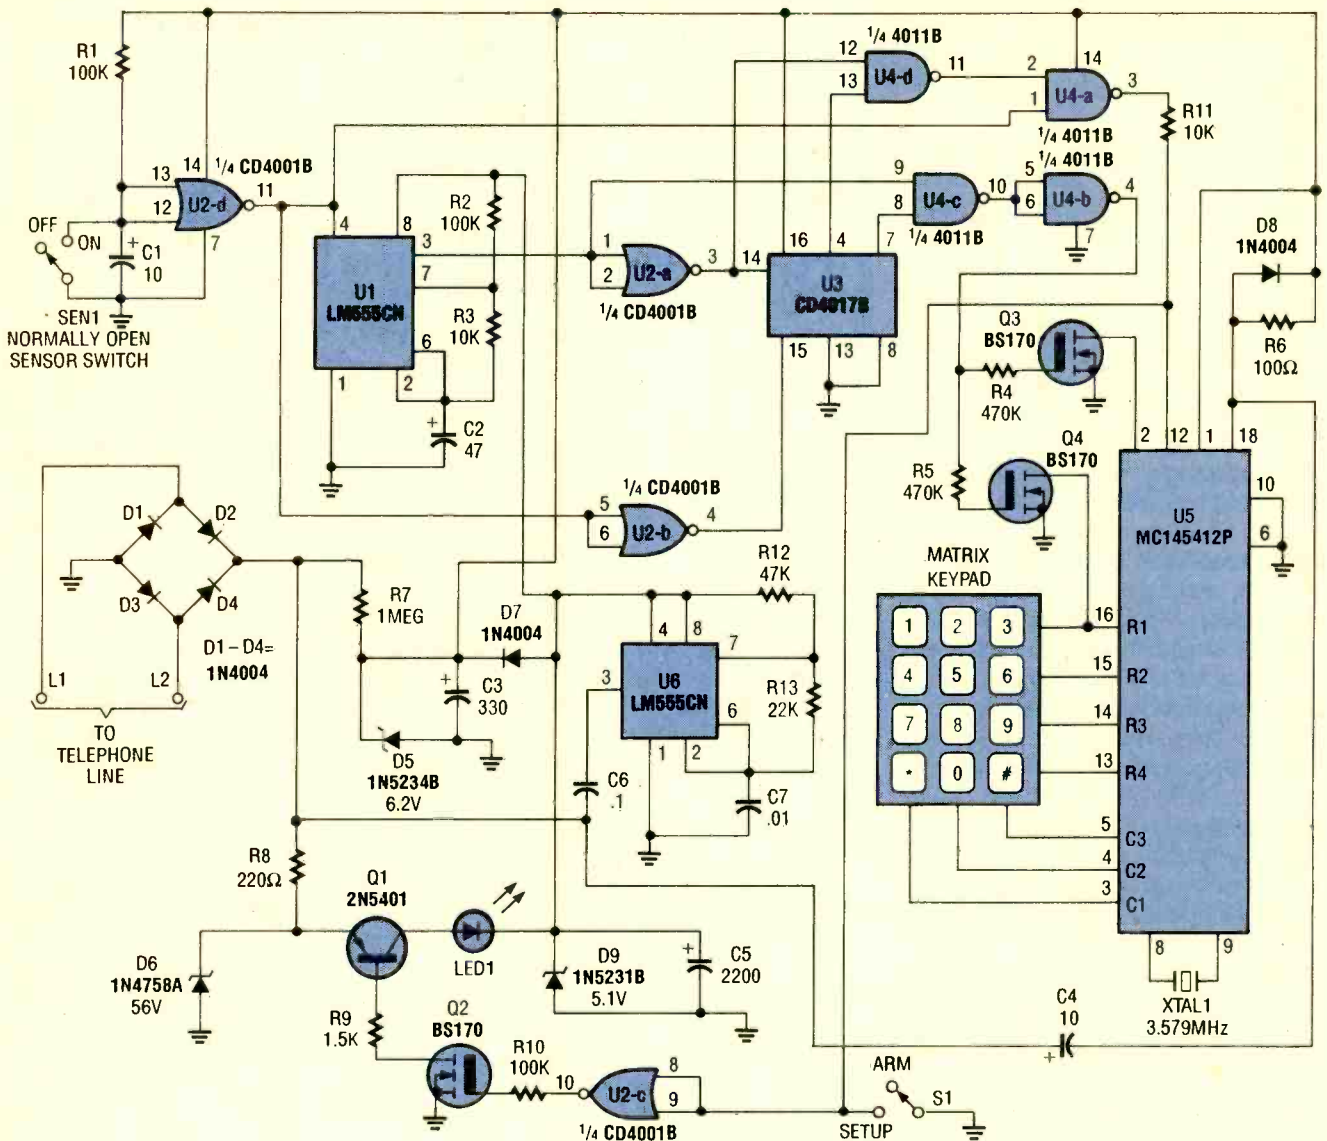 R1
100K
13
14
12
11
7
1/4 CD4001B
U2-d
OFF
ON
+
C1
10
SEN1
NORMALLY OPEN
SENSOR SWITCH
4
8
3
7
6
1
2
U1
LM555CN
R2
100K
R3
10K
+
C2
47
1
2
3
U2-a
1/4 CD4001B
14
16
4
7
15
13
8
U3
CD4017B
1/4 4011B
12
13
11
U4-d
2
1
14
3
U4-a
1/4 4011B
R11
10K
9
8
10
U4-c
1/4 4011B
1/4 4011B
5
6
4
7
U4-b
D8
1N4004
R6
100Ω
Q3
BS170
R4
470K
Q4
BS170
R5
470K
2
12
1
18
10
6
U5
MC145412P
MATRIX
KEYPAD
1 2 3
4 5 6
7 8 9
* 0 #
16 R1
15 R2
14 R3
13 R4
5 C3
4 C2
3 C1
8
9
XTAL1
3.579MHz
1/4 CD4001B
5
6
4
U2-b
D1
D2
D3
D4
D1–D4=
1N4004
L1
L2
TO
TELEPHONE
LINE
R7
1MEG
D7
1N4004
+
C3
330
D5
1N5234B
6.2V
R12
47K
4
8
7
3
6
1
2
U6
LM555CN
R13
22K
C6
.1
C7
.01
R8
220Ω
Q1
2N5401
LED1
D6
1N4758A
56V
D9
1N5231B
5.1V
+
C5
2200
R9
1.5K
Q2
BS170
R10
100K
10
8
9
U2-c
1/4 CD4001B
C4
10
+
ARM
S1
SETUP